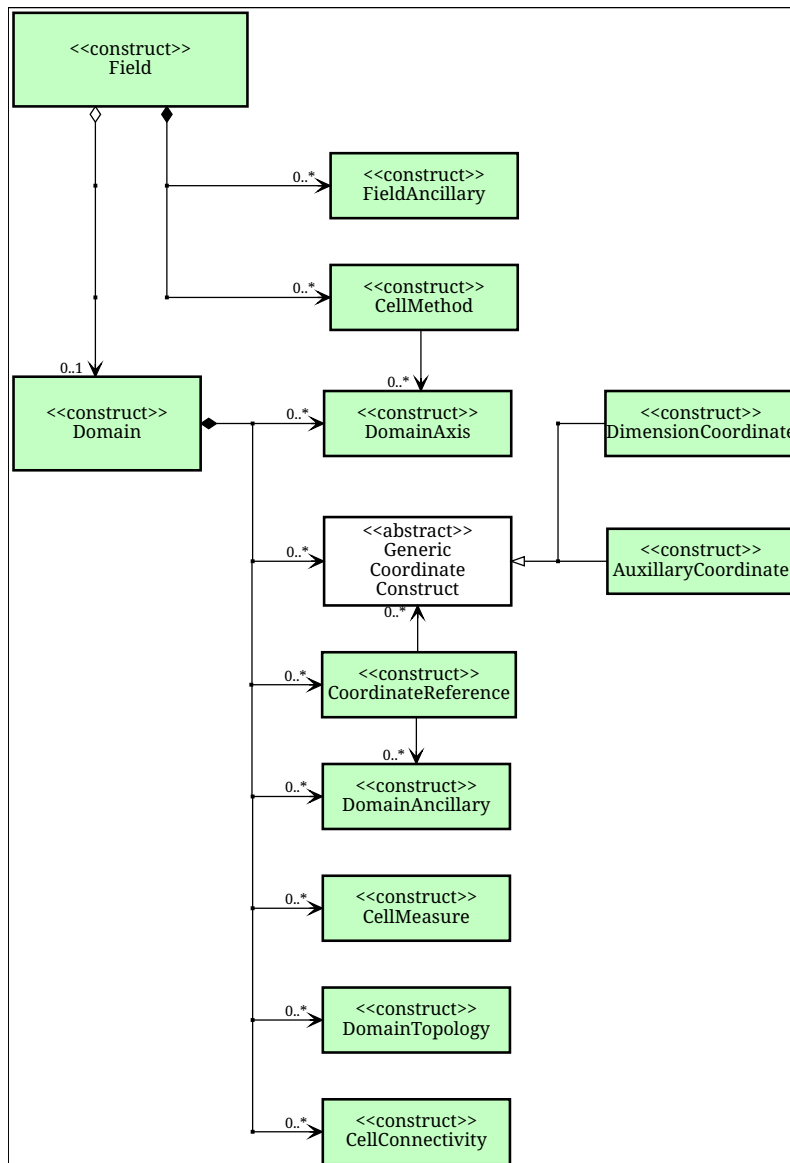 <<construct>>
Field
0..*
<<construct>>
FieldAncillary
0..*
<<construct>>
CellMethod
0..1
0..*
<<construct>>
Domain
0..*
<<construct>>
DomainAxis
<<construct>>
DimensionCoordinate
0..*
<<abstract>>
Generic
Coordinate
Construct
<<construct>>
AuxillaryCoordinate
0..*
0..*
<<construct>>
CoordinateReference
0..*
0..*
<<construct>>
DomainAncillary
0..*
<<construct>>
CellMeasure
0..*
<<construct>>
DomainTopology
0..*
<<construct>>
CellConnectivity